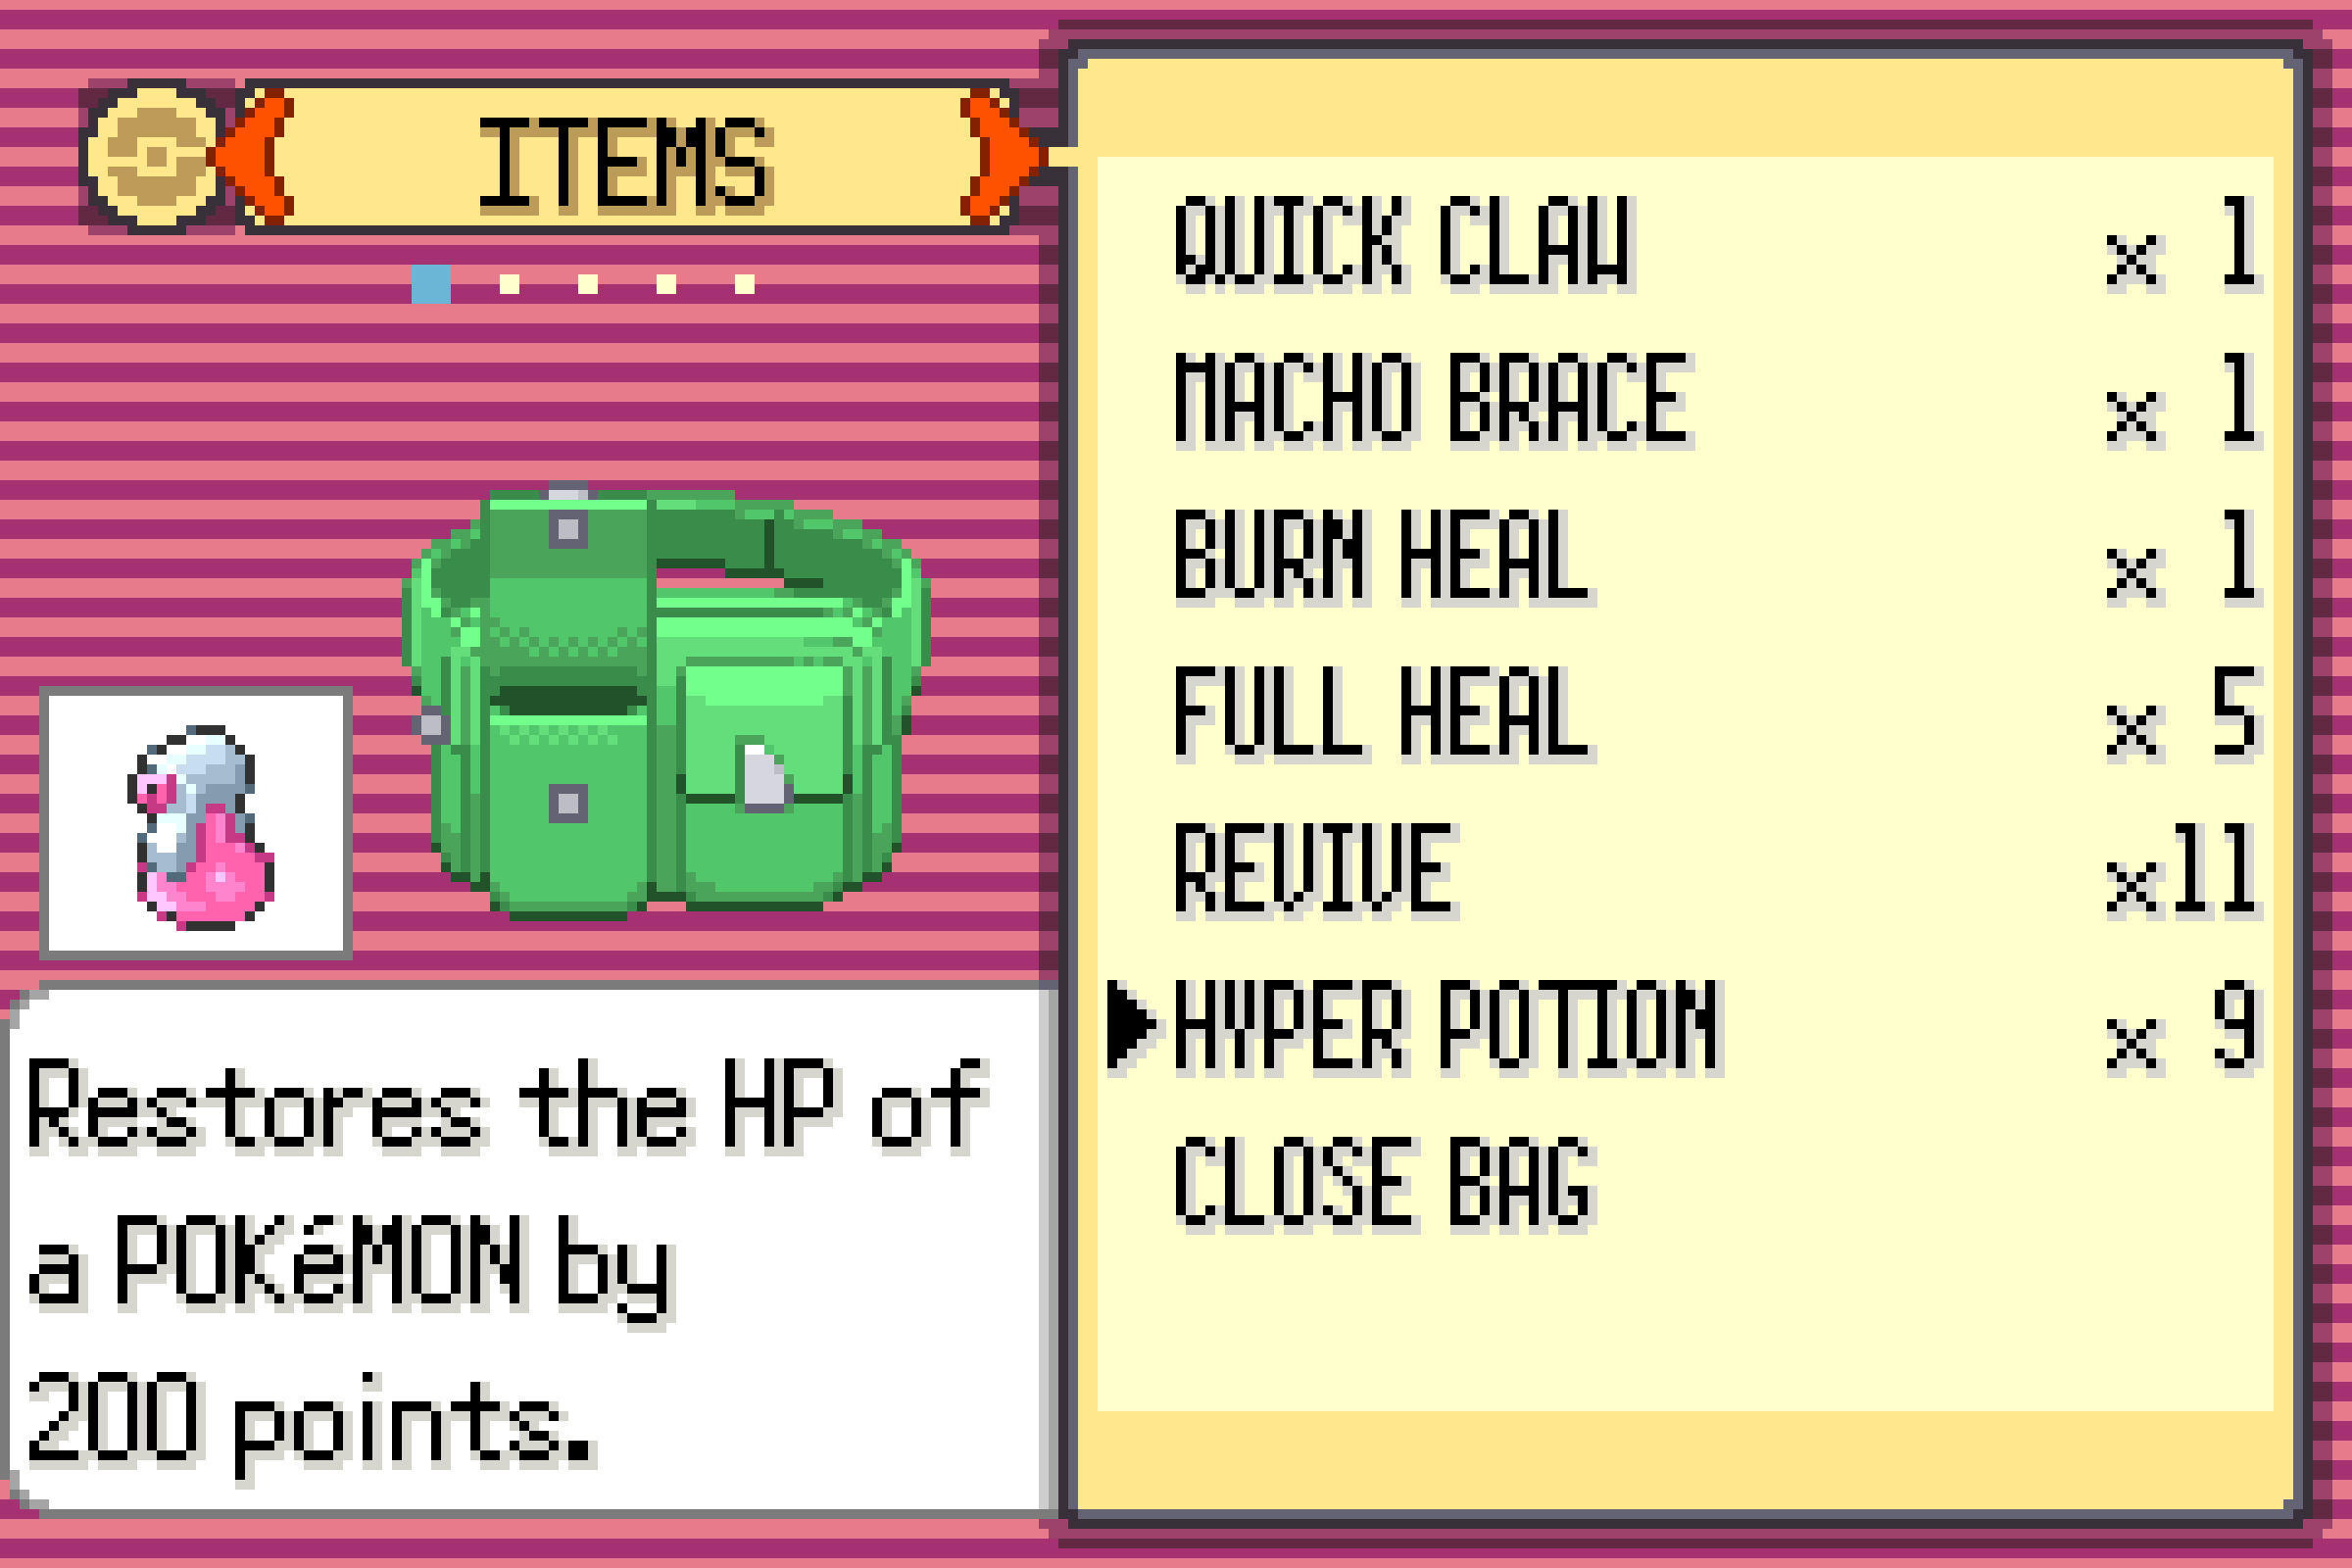 ITEMS
QUICK CLAW × 1
MACHO BRACE × 1
BURN HEAL × 1
FULL HEAL × 5
REVIVE ×11
HYPER POTION × 9
CLOSE BAG
Restores the HP of
a POKéMON by
200 points.